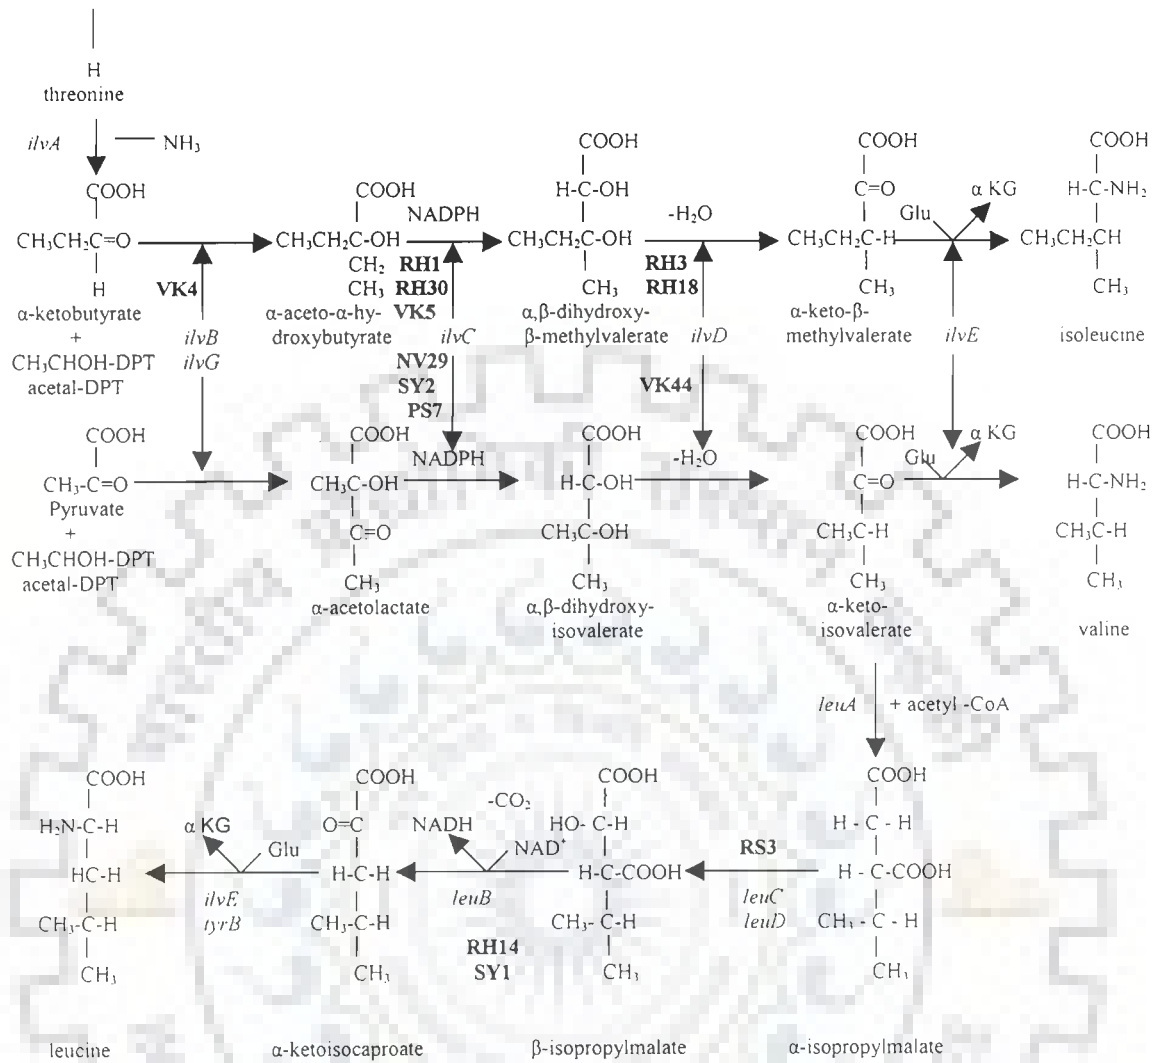 H
threonine
ilvA
NH₃
COOH
CH₃CH₂C=O
H
α-ketobutyrate
+
CH₃CHOH-DPT
acetal-DPT
VK4
ilvB
ilvG
COOH
CH₃CH₂C-OH
CH₂
CH₃
α-aceto-α-hy-
droxybutyrate
NADPH
RH1
RH30
VK5
ilvC
NV29
SY2
PS7
COOH
H-C-OH
CH₃CH₂C-OH
CH₃
α,β-dihydroxy-
β-methylvalerate
-H₂O
RH3
RH18
ilvD
VK44
COOH
C=O
CH₃CH₂C-H
CH₃
α-keto-β-
methylvalerate
Glu
α KG
ilvE
COOH
H-C-NH₂
CH₃CH₂CH
CH₃
isoleucine
COOH
CH₃-C=O
Pyruvate
+
CH₃CHOH-DPT
acetal-DPT
COOH
CH₃C-OH
C=O
CH₃
α-acetolactate
NADPH
COOH
H-C-OH
CH₃C-OH
CH₃
α,β-dihydroxy-
isovalerate
-H₂O
COOH
C=O
CH₃C-H
CH₃
α-keto-
isovalerate
Glu
α KG
COOH
H-C-NH₂
CH₃C-H
CH₃
valine
leuA
+ acetyl -CoA
COOH
H₂N-C-H
HC-H
CH₃-C-H
CH₃
leucine
α KG
Glu
ilvE
tyrB
COOH
O=C
H-C-H
CH₃-C-H
CH₃
α-ketoisocaproate
-CO₂
NADH
NAD⁺
leuB
RH14
SY1
COOH
HO- C-H
H-C-COOH
CH₃- C-H
CH₃
β-isopropylmalate
RS3
leuC
leuD
COOH
H - C - H
H - C-COOH
CH₃ - C - H
CH₃
α-isopropylmalate